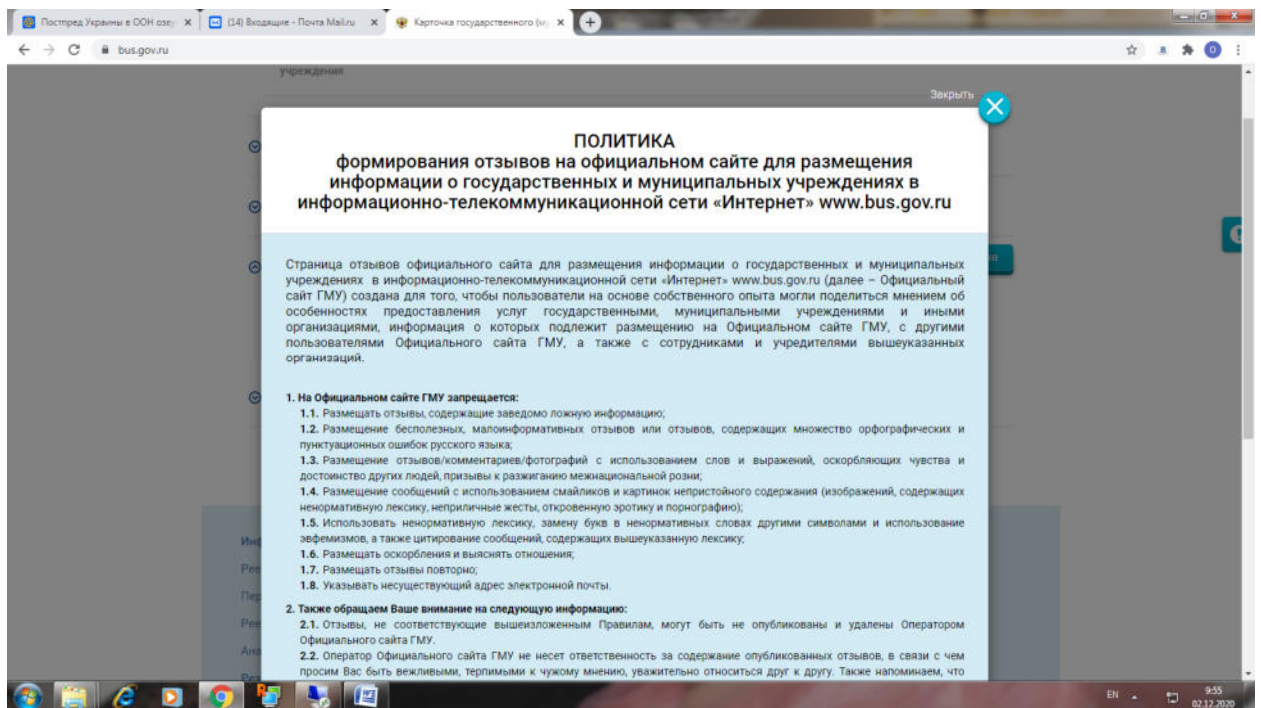 Постпред Украины в ООН озву
(14) Входящие - Почта Mail.ru
Карточка государственного (му
bus.gov.ru
учреждения
Закрыть
ПОЛИТИКА
формирования отзывов на официальном сайте для размещения
информации о государственных и муниципальных учреждениях в
информационно-телекоммуникационной сети «Интернет» www.bus.gov.ru
Страница отзывов официального сайта для размещения информации о государственных и муниципальных
учреждениях в информационно-телекоммуникационной сети «Интернет» www.bus.gov.ru (далее – Официальный
сайт ГМУ) создана для того, чтобы пользователи на основе собственного опыта могли поделиться мнением об
особенностях предоставления услуг государственными, муниципальными учреждениями и иными
организациями, информация о которых подлежит размещению на Официальном сайте ГМУ, с другими
пользователями Официального сайта ГМУ, а также с сотрудниками и учредителями вышеуказанных
организаций.
1. На Официальном сайте ГМУ запрещается:
1.1. Размещать отзывы, содержащие заведомо ложную информацию;
1.2. Размещение бесполезных, малоинформативных отзывов или отзывов, содержащих множество орфографических и
пунктуационных ошибок русского языка;
1.3. Размещение отзывов/комментариев/фотографий с использованием слов и выражений, оскорбляющих чувства и
достоинство других людей, призывы к разжиганию межнациональной розни;
1.4. Размещение сообщений с использованием смайликов и картинок непристойного содержания (изображений, содержащих
ненормативную лексику, неприличные жесты, откровенную эротику и порнографию);
1.5. Использовать ненормативную лексику, замену букв в ненормативных словах другими символами и использование
эвфемизмов, а также цитирование сообщений, содержащих вышеуказанную лексику;
1.6. Размещать оскорбления и выяснять отношения;
1.7. Размещать отзывы повторно;
1.8. Указывать несуществующий адрес электронной почты.
2. Также обращаем Ваше внимание на следующую информацию:
2.1. Отзывы, не соответствующие вышеизложенным Правилам, могут быть не опубликованы и удалены Оператором
Официального сайта ГМУ.
2.2. Оператор Официального сайта ГМУ не несет ответственность за содержание опубликованных отзывов, в связи с чем
просим Вас быть вежливыми, терпимыми к чужому мнению, уважительно относиться друг к другу. Также напоминаем, что
EN
9:55
02.12.2020